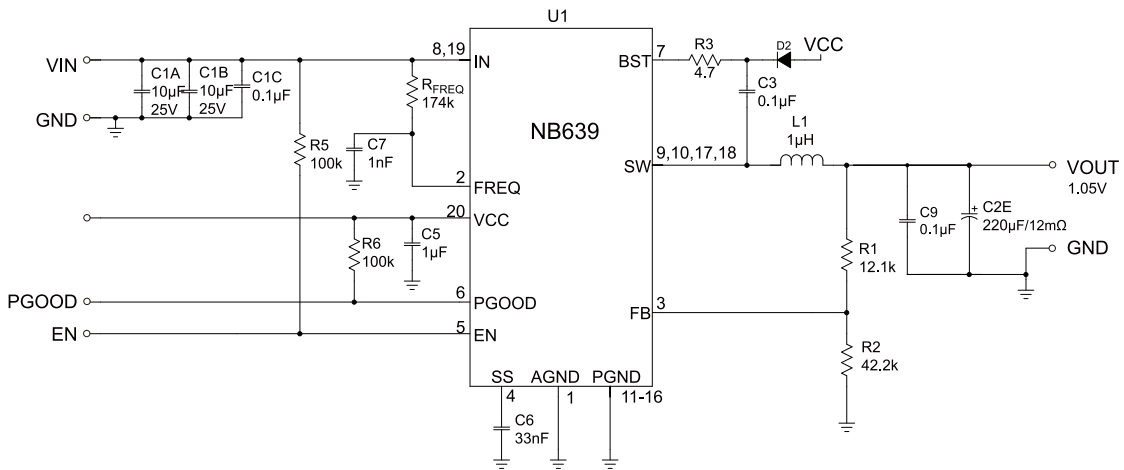 U1
VIN
GND
C1A
10μF
25V
C1B
10μF
25V
C1C
0.1μF
R5
100k
RFREQ
174k
C7
1nF
8,19
IN
2
FREQ
20
VCC
R6
100k
C5
1μF
PGOOD
6
PGOOD
EN
5
EN
NB639
SS
4
AGND
1
PGND
11-16
C6
33nF
BST
7
R3
4.7
D2
VCC
C3
0.1μF
SW
9,10,17,18
L1
1μH
VOUT
1.05V
C9
0.1μF
+
C2E
220μF/12mΩ
GND
R1
12.1k
FB
3
R2
42.2k